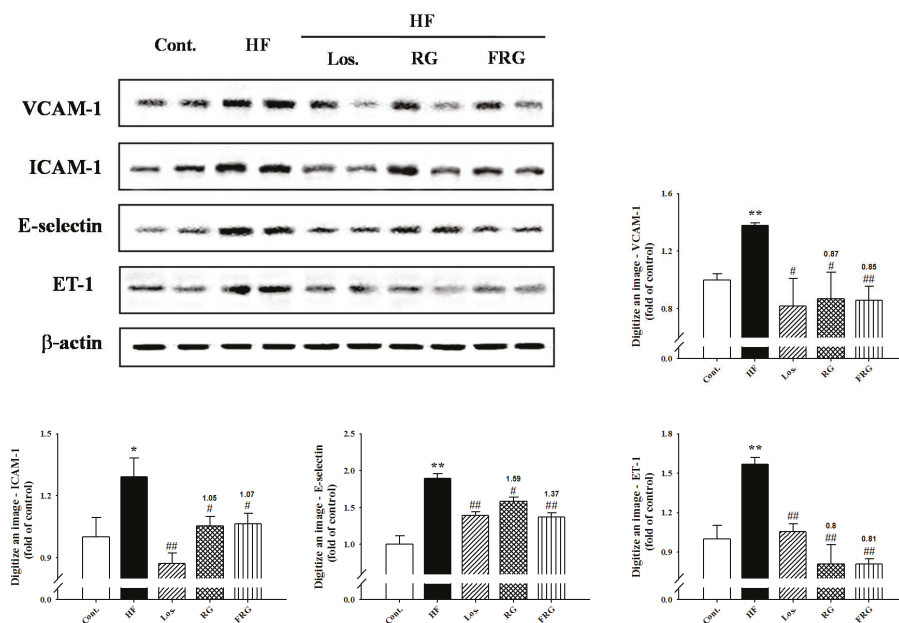 HF
Cont. HF Los. RG FRG
VCAM-1
ICAM-1
E-selectin
ET-1
β-actin
Digitize an image - VCAM-1
(fold of control)
1.6
1.2
0.8
0.0
**
#
0.87
#
0.85
##
Cont. HF Los. RG FRG
Digitize an image - ICAM-1
(fold of control)
1.5
1.2
0.9
0.0
*
##
1.05
#
1.07
#
Cont. HF Los. RG FRG
Digitize an image - E-selectin
(fold of control)
2.5
2.0
1.5
1.0
0.0
**
##
1.59
#
1.37
##
Cont. HF Los. RG FRG
Digitize an image - ET-1
(fold of control)
1.8
1.5
1.2
0.9
0.0
**
##
0.8
##
0.81
##
Cont. HF Los. RG FRG